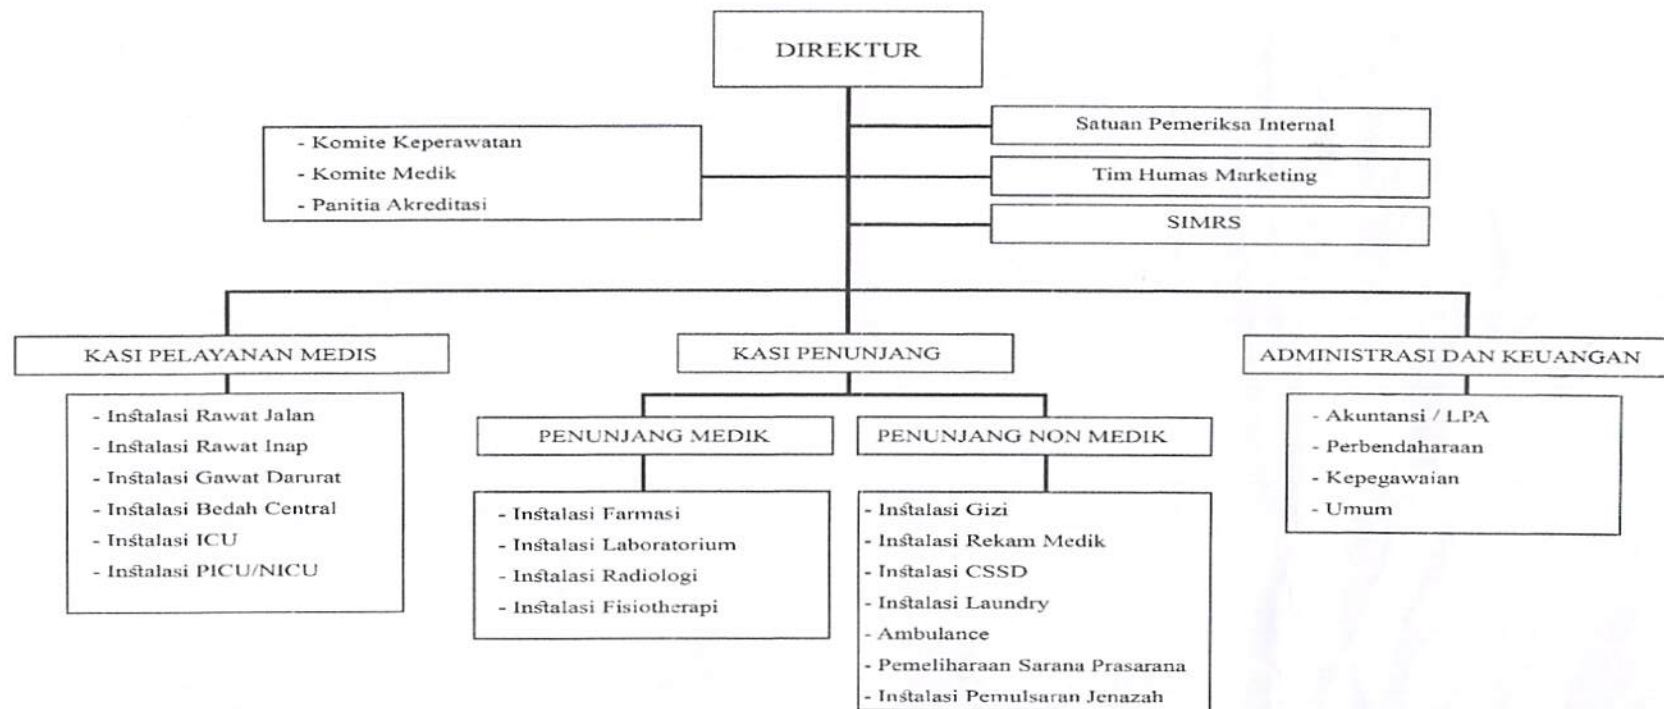 DIREKTUR
- Komite Keperawatan
- Komite Medik
- Panitia Akreditasi
Satuan Pemeriksa Internal
Tim Humas Marketing
SIMRS
KASI PELAYANAN MEDIS
- Instalasi Rawat Jalan
- Instalasi Rawat Inap
- Instalasi Gawat Darurat
- Instalasi Bedah Central
- Instalasi ICU
- Instalasi PICU/NICU
KASI PENUNJANG
PENUNJANG MEDIK
- Instalasi Farmasi
- Instalasi Laboratorium
- Instalasi Radiologi
- Instalasi Fisiotherapi
PENUNJANG NON MEDIK
- Instalasi Gizi
- Instalasi Rekam Medik
- Instalasi CSSD
- Instalasi Laundry
- Ambulance
- Pemeliharaan Sarana Prasarana
- Instalasi Pemulsaran Jenazah
ADMINISTRASI DAN KEUANGAN
- Akuntansi / LPA
- Perbendaharaan
- Kepegawaian
- Umum